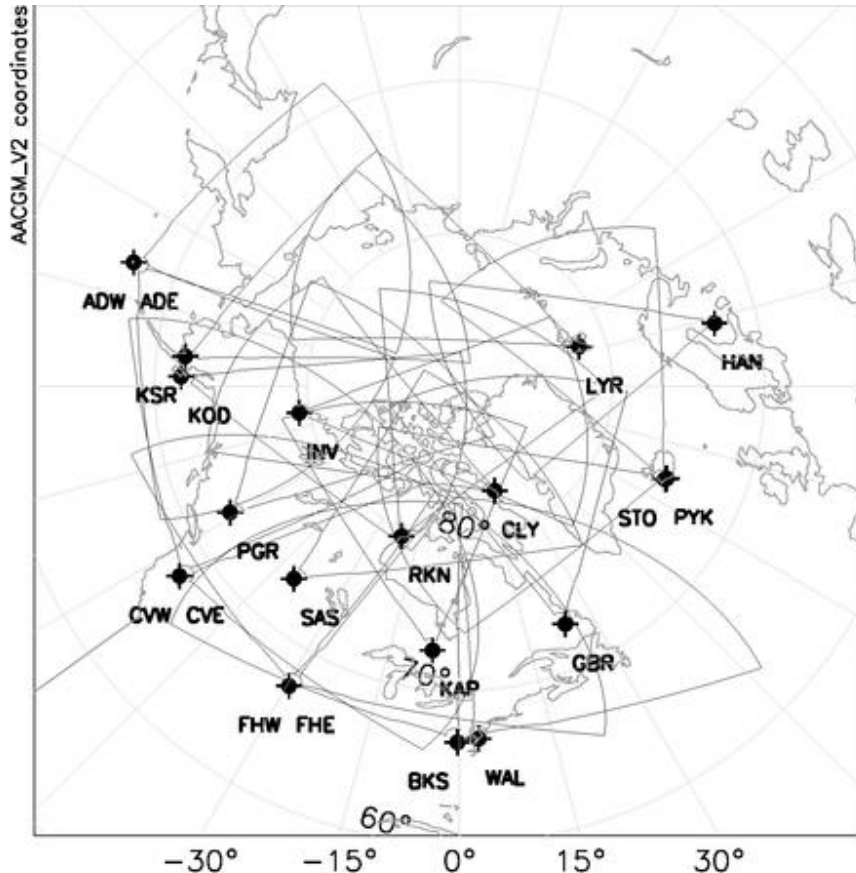 AACGM_V2 coordinates
ADW ADE
HAN
LYR
KSR
KOD
INV
80°
CLY
STO PYK
PGR
RKN
CVW CVE
SAS
GBR
70°
KAP
FHW FHE
BKS
WAL
60°
-30° -15° 0° 15° 30°